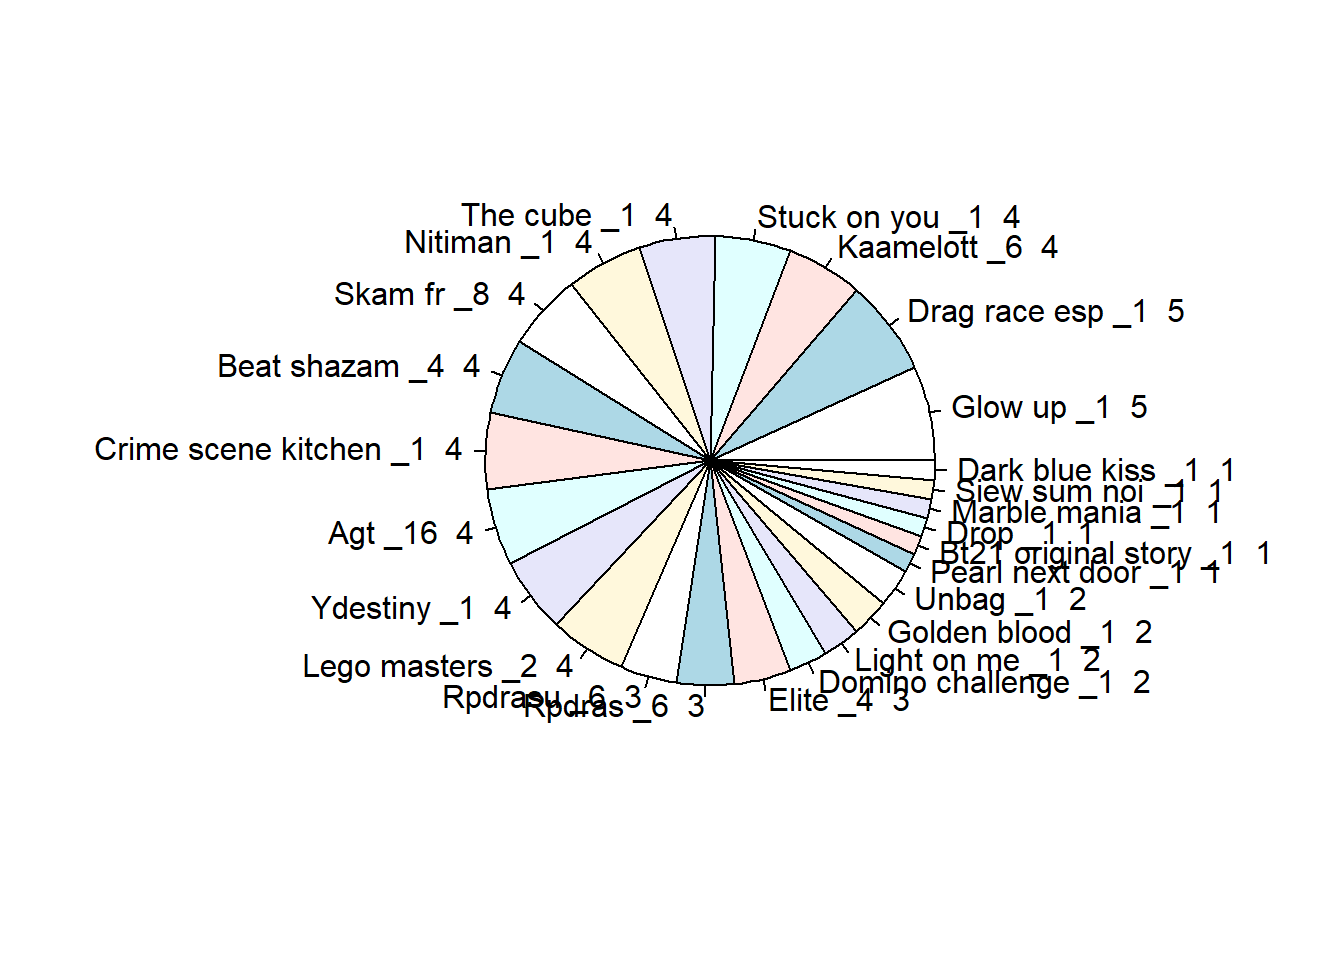 The cube _1  4
Stuck on you _1  4
Nitiman _1  4
Kaamelott _6  4
Skam fr _8  4
Drag race esp _1  5
Beat shazam _4  4
Glow up _1  5
Crime scene kitchen _1  4
Dark blue kiss _1  1
Siew sum noi _1  1
Marble mania _1  1
Agt _16  4
Drop _1  1
Bt21 original story _1  1
Pearl next door _1  1
Ydestiny _1  4
Unbag _1  2
Golden blood _1  2
Lego masters _2  4
Light on me _1  2
Domino challenge _1  2
Rpdrasu _6  3
Rpdras _6  3
Elite _4  3